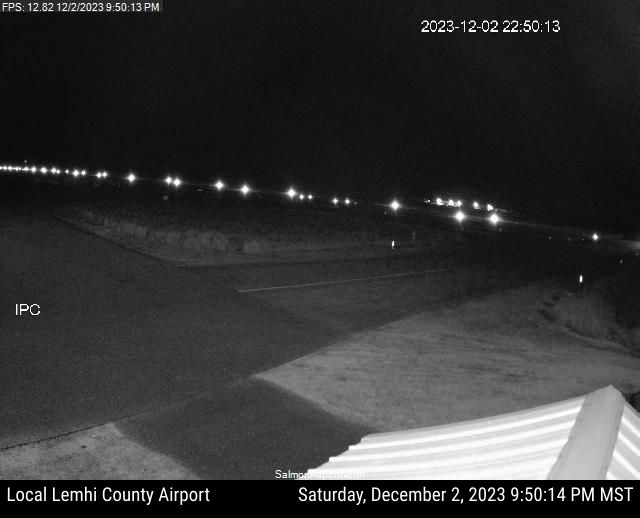 FPS: 12.82 12/2/2023 9:50:13 PM
2023-12-02 22:50:13
IPC
Local Lemhi County Airport
Saturday, December 2, 2023 9:50:14 PM MST